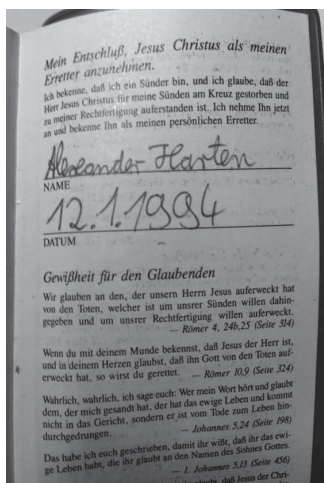 Mein Entschluß, Jesus Christus als meinen
Erretter anzunehmen.
Ich bekenne, daß ich ein Sünder bin, und ich glaube, daß der
Herr Jesus Christus für meine Sünden am Kreuz gestorben und
zu meiner Rechtfertigung auferstanden ist. Ich nehme Ihn jetzt
an und bekenne Ihn als meinen persönlichen Erretter.
Alexander Harten
NAME
12.1.1994
DATUM
Gewißheit für den Glaubenden
Wir glauben an den, der unsern Herrn Jesus auferweckt hat
von den Toten, welcher ist um unsrer Sünden willen dahin-
gegeben und um unsrer Rechtfertigung willen auferweckt.
— Römer 4, 24b,25 (Seite 314)
Wenn du mit deinem Munde bekennst, daß Jesus der Herr ist,
und in deinem Herzen glaubst, daß ihn Gott von den Toten auf-
erweckt hat, so wirst du gerettet. — Römer 10,9 (Seite 324)
Wahrlich, wahrlich, ich sage euch: Wer mein Wort hört und glaubt
dem, der mich gesandt hat, der hat das ewige Leben und kommt
nicht in das Gericht, sondern er ist vom Tode zum Leben hin-
durchgedrungen. — Johannes 5,24 (Seite 198)
Das habe ich euch geschrieben, damit ihr wißt, daß ihr das ewi-
ge Leben habt, die ihr glaubt an den Namen des Sohnes Gottes.
— 1. Johannes 5,13 (Seite 456)
glaubt, daß Jesus der Chri-